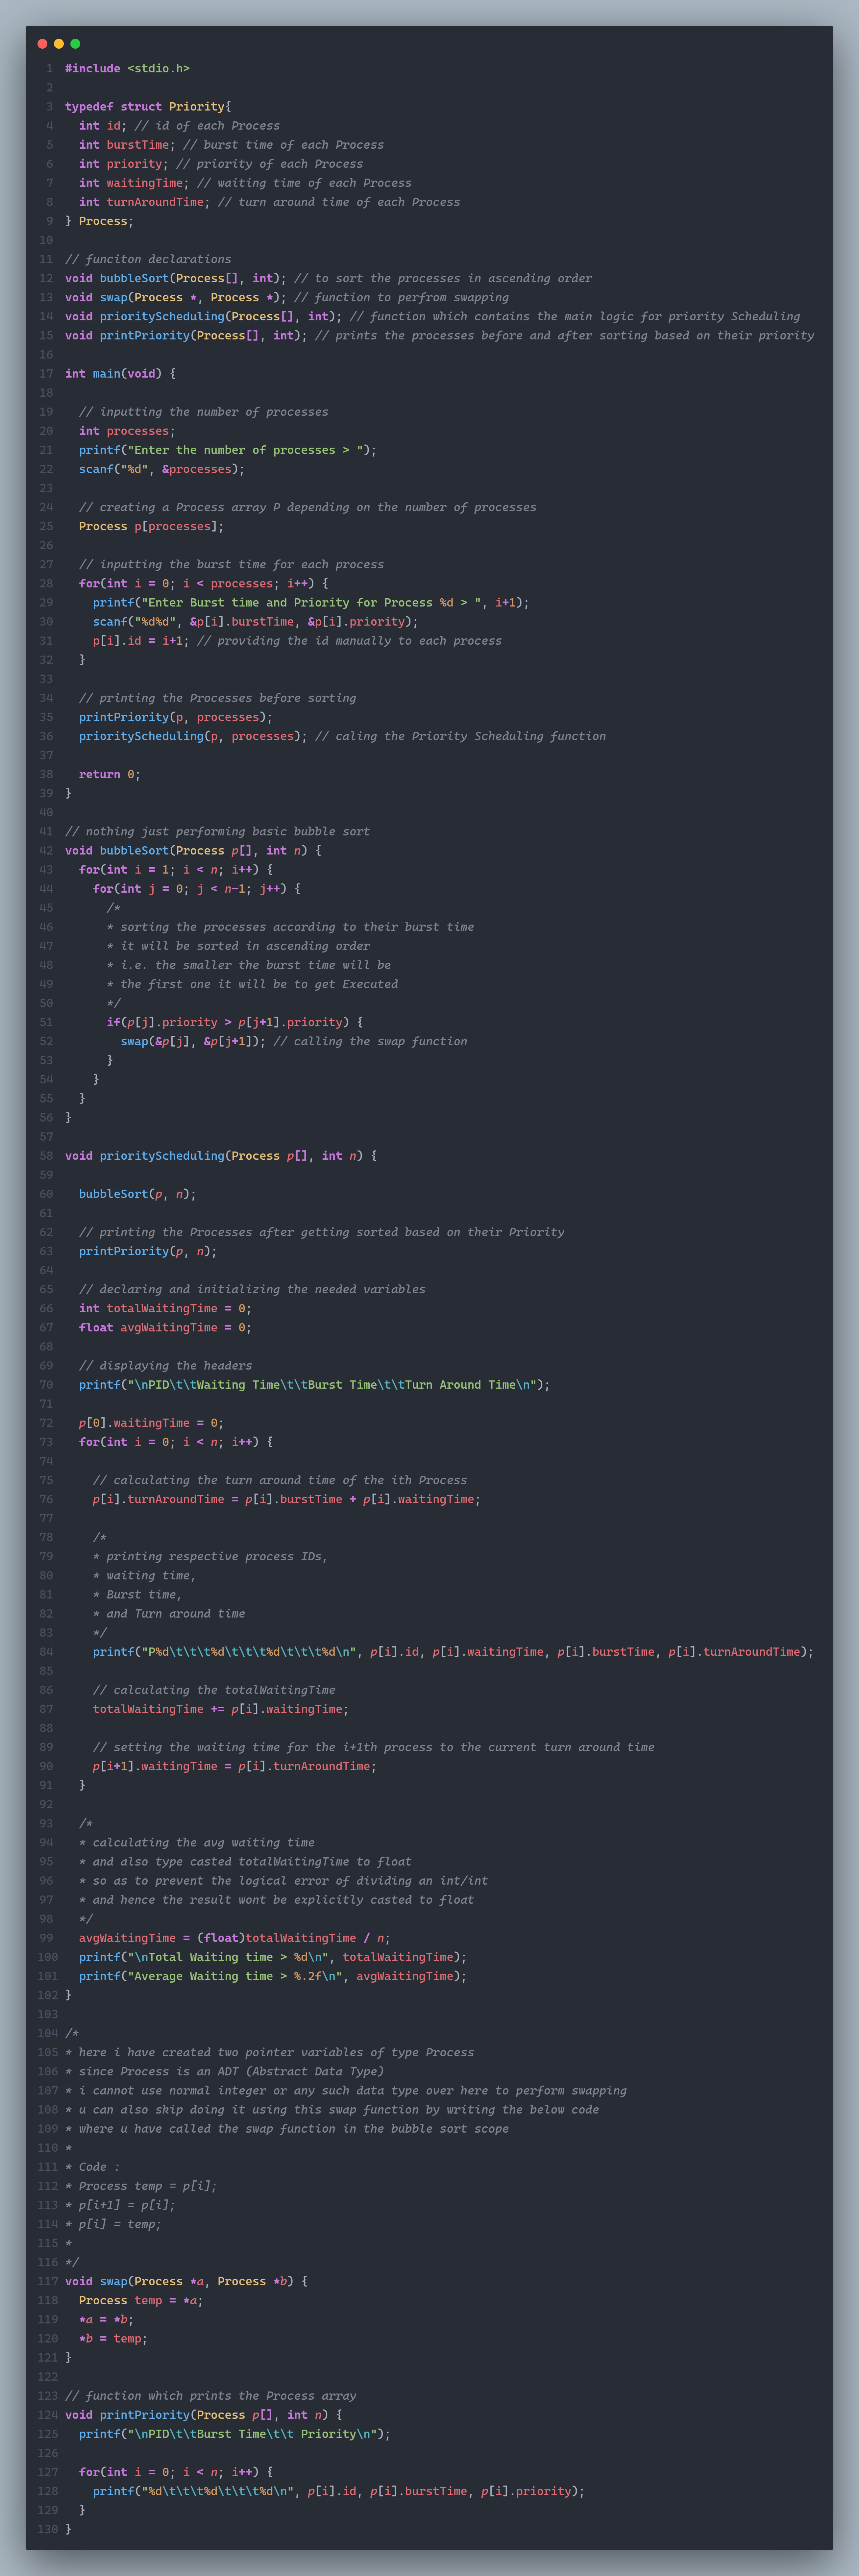 1 #include <stdio.h>
2
3 typedef struct Priority{
4   int id; // id of each Process
5   int burstTime; // burst time of each Process
6   int priority; // priority of each Process
7   int waitingTime; // waiting time of each Process
8   int turnAroundTime; // turn around time of each Process
9 } Process;
10
11 // funciton declarations
12 void bubbleSort(Process[], int); // to sort the processes in ascending order
13 void swap(Process *, Process *); // function to perfrom swapping
14 void priorityScheduling(Process[], int); // function which contains the main logic for priority Scheduling
15 void printPriority(Process[], int); // prints the processes before and after sorting based on their priority
16
17 int main(void) {
18
19   // inputting the number of processes
20   int processes;
21   printf("Enter the number of processes > ");
22   scanf("%d", &processes);
23
24   // creating a Process array P depending on the number of processes
25   Process p[processes];
26
27   // inputting the burst time for each process
28   for(int i = 0; i < processes; i++) {
29     printf("Enter Burst time and Priority for Process %d > ", i+1);
30     scanf("%d%d", &p[i].burstTime, &p[i].priority);
31     p[i].id = i+1; // providing the id manually to each process
32   }
33
34   // printing the Processes before sorting
35   printPriority(p, processes);
36   priorityScheduling(p, processes); // caling the Priority Scheduling function
37
38   return 0;
39 }
40
41 // nothing just performing basic bubble sort
42 void bubbleSort(Process p[], int n) {
43   for(int i = 1; i < n; i++) {
44     for(int j = 0; j < n-1; j++) {
45       /*
46       * sorting the processes according to their burst time
47       * it will be sorted in ascending order
48       * i.e. the smaller the burst time will be
49       * the first one it will be to get Executed
50       */
51       if(p[j].priority > p[j+1].priority) {
52         swap(&p[j], &p[j+1]); // calling the swap function
53       }
54     }
55   }
56 }
57
58 void priorityScheduling(Process p[], int n) {
59
60   bubbleSort(p, n);
61
62   // printing the Processes after getting sorted based on their Priority
63   printPriority(p, n);
64
65   // declaring and initializing the needed variables
66   int totalWaitingTime = 0;
67   float avgWaitingTime = 0;
68
69   // displaying the headers
70   printf("\nPID\t\tWaiting Time\t\tBurst Time\t\tTurn Around Time\n");
71
72   p[0].waitingTime = 0;
73   for(int i = 0; i < n; i++) {
74
75     // calculating the turn around time of the ith Process
76     p[i].turnAroundTime = p[i].burstTime + p[i].waitingTime;
77
78     /*
79     * printing respective process IDs,
80     * waiting time,
81     * Burst time,
82     * and Turn around time
83     */
84     printf("P%d\t\t\t%d\t\t\t%d\t\t\t%d\n", p[i].id, p[i].waitingTime, p[i].burstTime, p[i].turnAroundTime);
85
86     // calculating the totalWaitingTime
87     totalWaitingTime += p[i].waitingTime;
88
89     // setting the waiting time for the i+1th process to the current turn around time
90     p[i+1].waitingTime = p[i].turnAroundTime;
91   }
92
93   /*
94   * calculating the avg waiting time
95   * and also type casted totalWaitingTime to float
96   * so as to prevent the logical error of dividing an int/int
97   * and hence the result wont be explicitly casted to float
98   */
99   avgWaitingTime = (float)totalWaitingTime / n;
100   printf("\nTotal Waiting time > %d\n", totalWaitingTime);
101   printf("Average Waiting time > %.2f\n", avgWaitingTime);
102 }
103
104 /*
105 * here i have created two pointer variables of type Process
106 * since Process is an ADT (Abstract Data Type)
107 * i cannot use normal integer or any such data type over here to perform swapping
108 * u can also skip doing it using this swap function by writing the below code
109 * where u have called the swap function in the bubble sort scope
110 *
111 * Code :
112 * Process temp = p[i];
113 * p[i+1] = p[i];
114 * p[i] = temp;
115 *
116 */
117 void swap(Process *a, Process *b) {
118   Process temp = *a;
119   *a = *b;
120   *b = temp;
121 }
122
123 // function which prints the Process array
124 void printPriority(Process p[], int n) {
125   printf("\nPID\t\tBurst Time\t\t Priority\n");
126
127   for(int i = 0; i < n; i++) {
128     printf("%d\t\t\t%d\t\t\t%d\n", p[i].id, p[i].burstTime, p[i].priority);
129   }
130 }